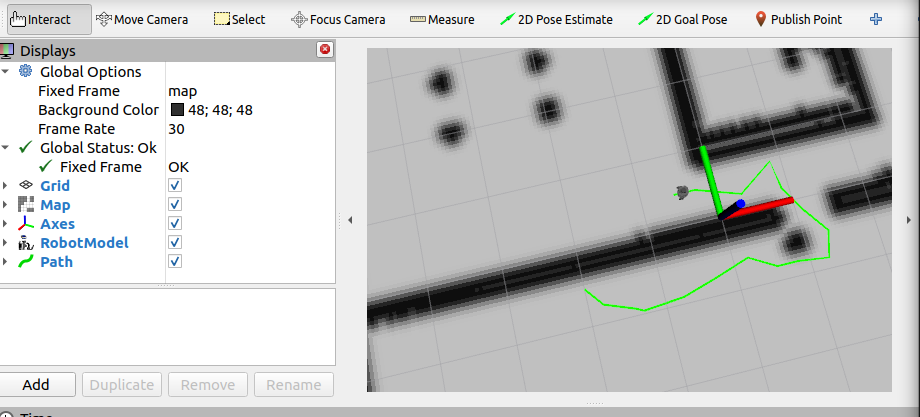 Interact Move Camera Select Focus Camera Measure 2D Pose Estimate 2D Goal Pose Publish Point
Displays
Global Options
Fixed Frame map
Background Color 48; 48; 48
Frame Rate 30
Global Status: Ok
Fixed Frame OK
Grid
Map
Axes
RobotModel
Path
Add Duplicate Remove Rename
Time